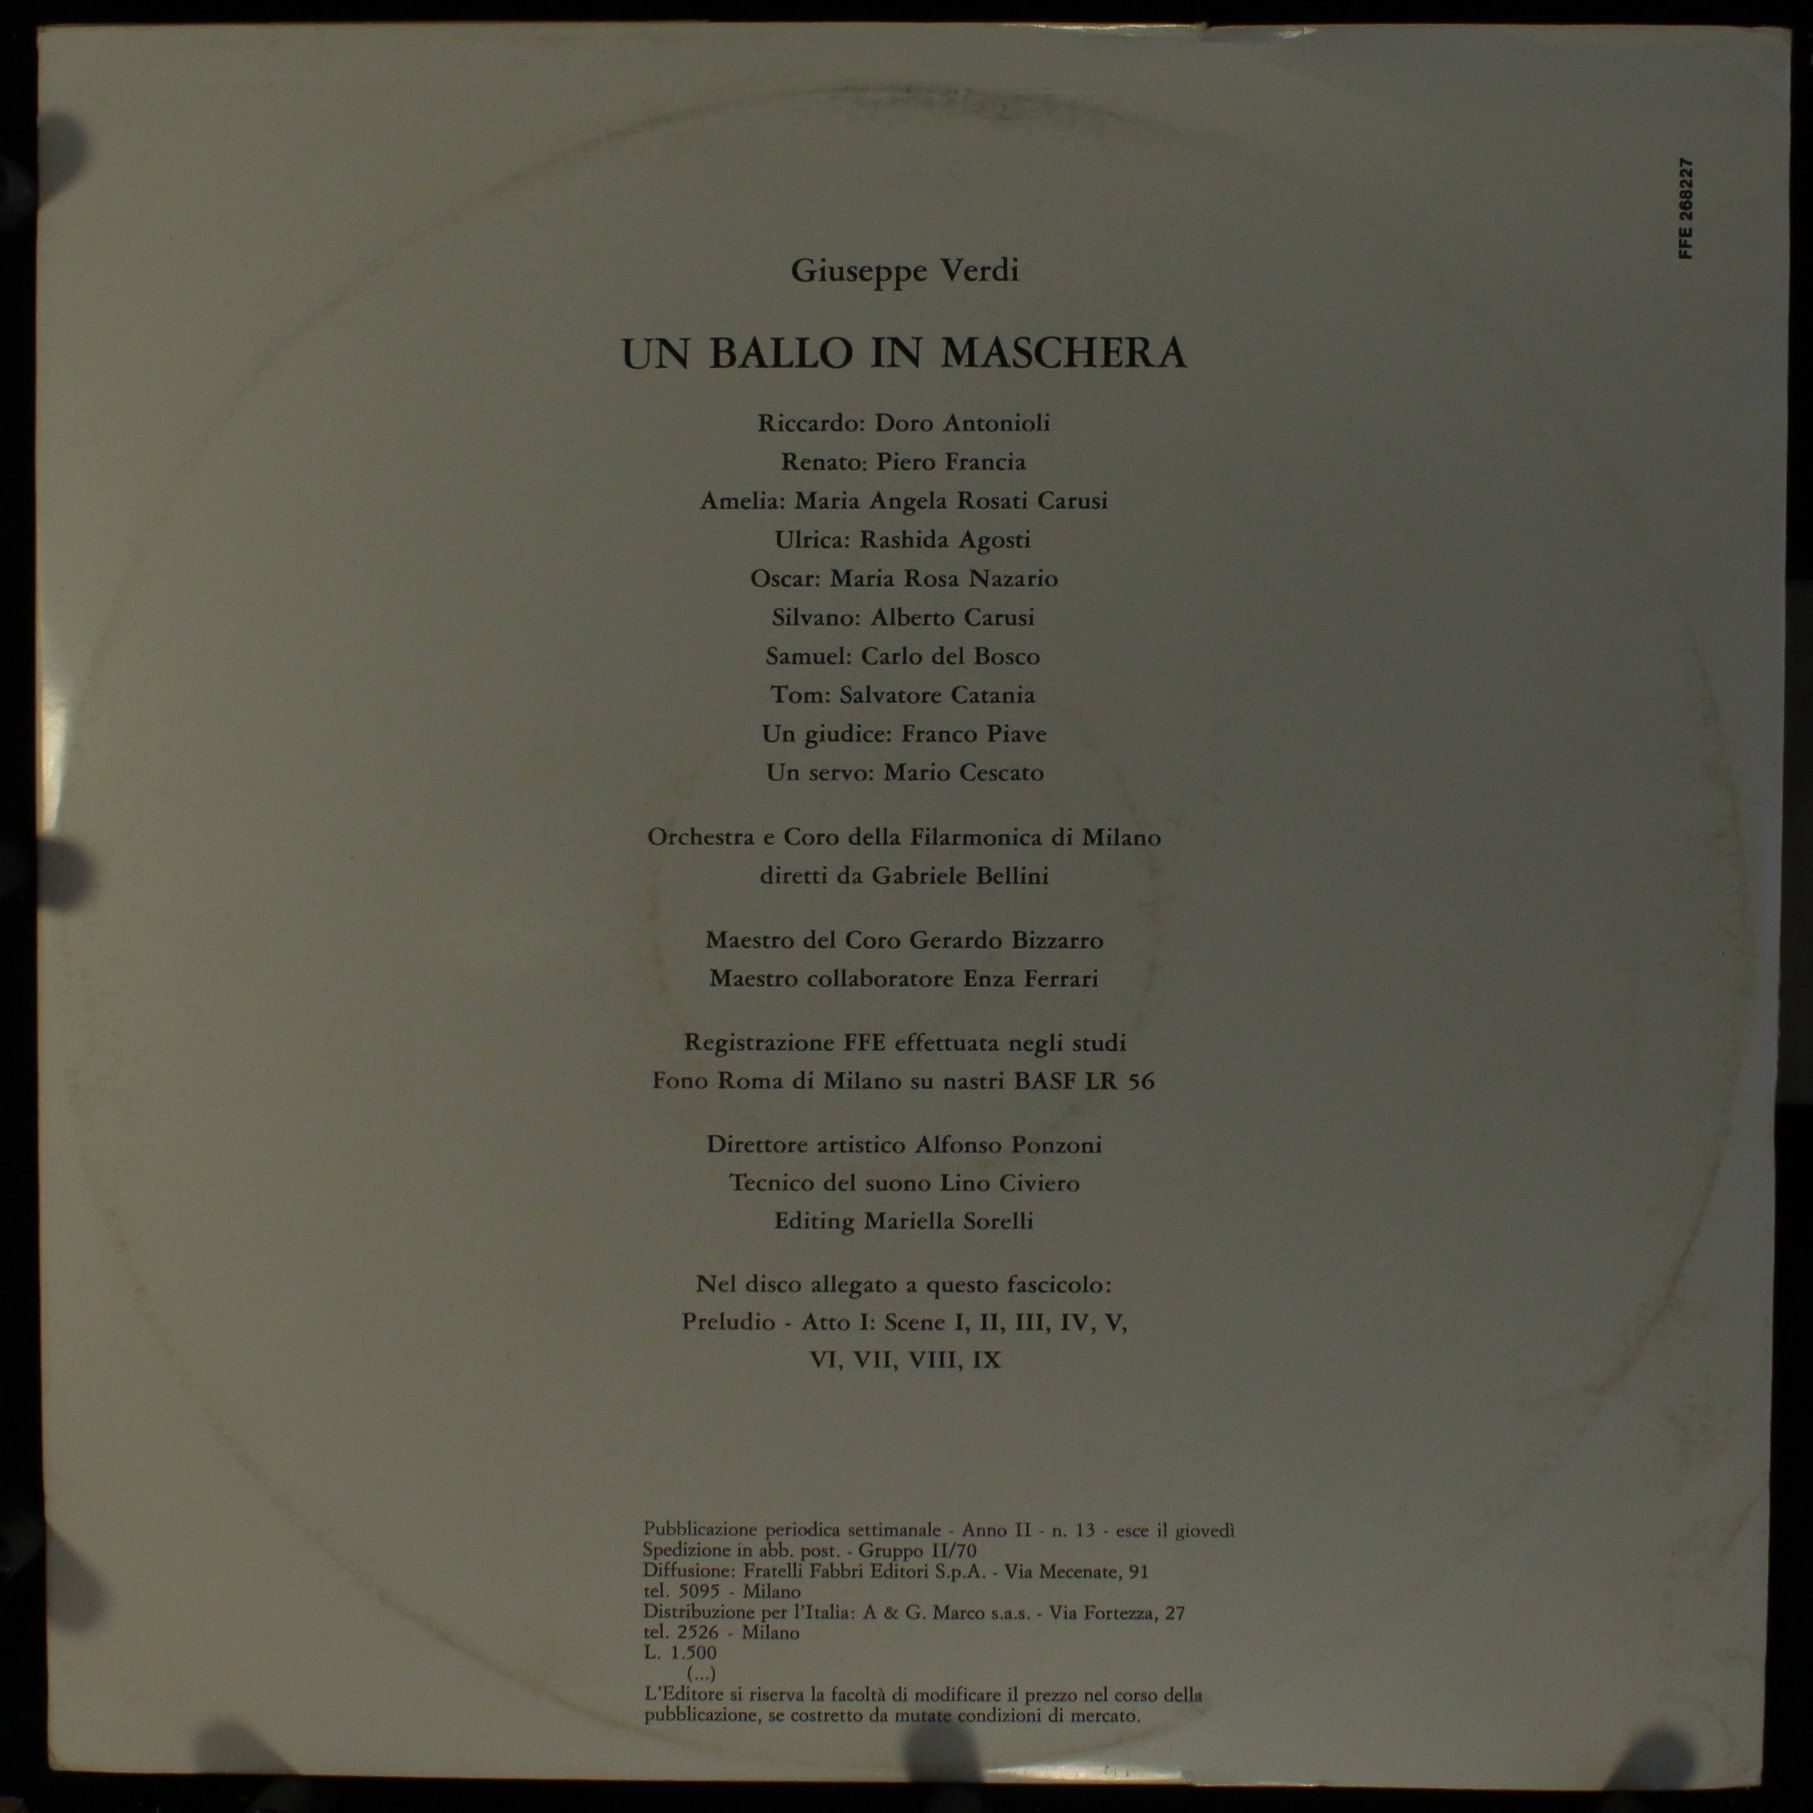 FFE 268227
Giuseppe Verdi
UN BALLO IN MASCHERA
Riccardo: Doro Antonioli
Renato: Piero Francia
Amelia: Maria Angela Rosati Carusi
Ulrica: Rashida Agosti
Oscar: Maria Rosa Nazario
Silvano: Alberto Carusi
Samuel: Carlo del Bosco
Tom: Salvatore Catania
Un giudice: Franco Piave
Un servo: Mario Cescato
Orchestra e Coro della Filarmonica di Milano
diretti da Gabriele Bellini
Maestro del Coro Gerardo Bizzarro
Maestro collaboratore Enza Ferrari
Registrazione FFE effettuata negli studi
Fono Roma di Milano su nastri BASF LR 56
Direttore artistico Alfonso Ponzoni
Tecnico del suono Lino Civiero
Editing Mariella Sorelli
Nel disco allegato a questo fascicolo:
Preludio - Atto I: Scene I, II, III, IV, V,
VI, VII, VIII, IX
Pubblicazione periodica settimanale - Anno II - n. 13 - esce il giovedì
Spedizione in abb. post. - Gruppo II/70
Diffusione: Fratelli Fabbri Editori S.p.A. - Via Mecenate, 91
tel. 5095 - Milano
Distribuzione per l'Italia: A & G. Marco s.a.s. - Via Fortezza, 27
tel. 2526 - Milano
L. 1.500
(...)
L'Editore si riserva la facoltà di modificare il prezzo nel corso della
pubblicazione, se costretto da mutate condizioni di mercato.